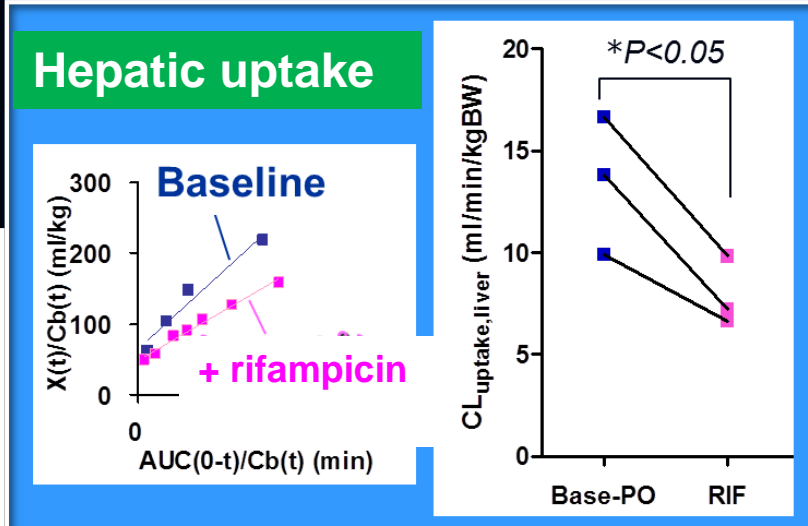 Hepatic uptake
300
200
100
0
0
X(t)/Cb(t) (ml/kg)
Baseline
+ rifampicin
AUC(0-t)/Cb(t) (min)
20
15
10
5
0
CLuptake,liver (ml/min/kgBW)
*P<0.05
Base-PO RIF